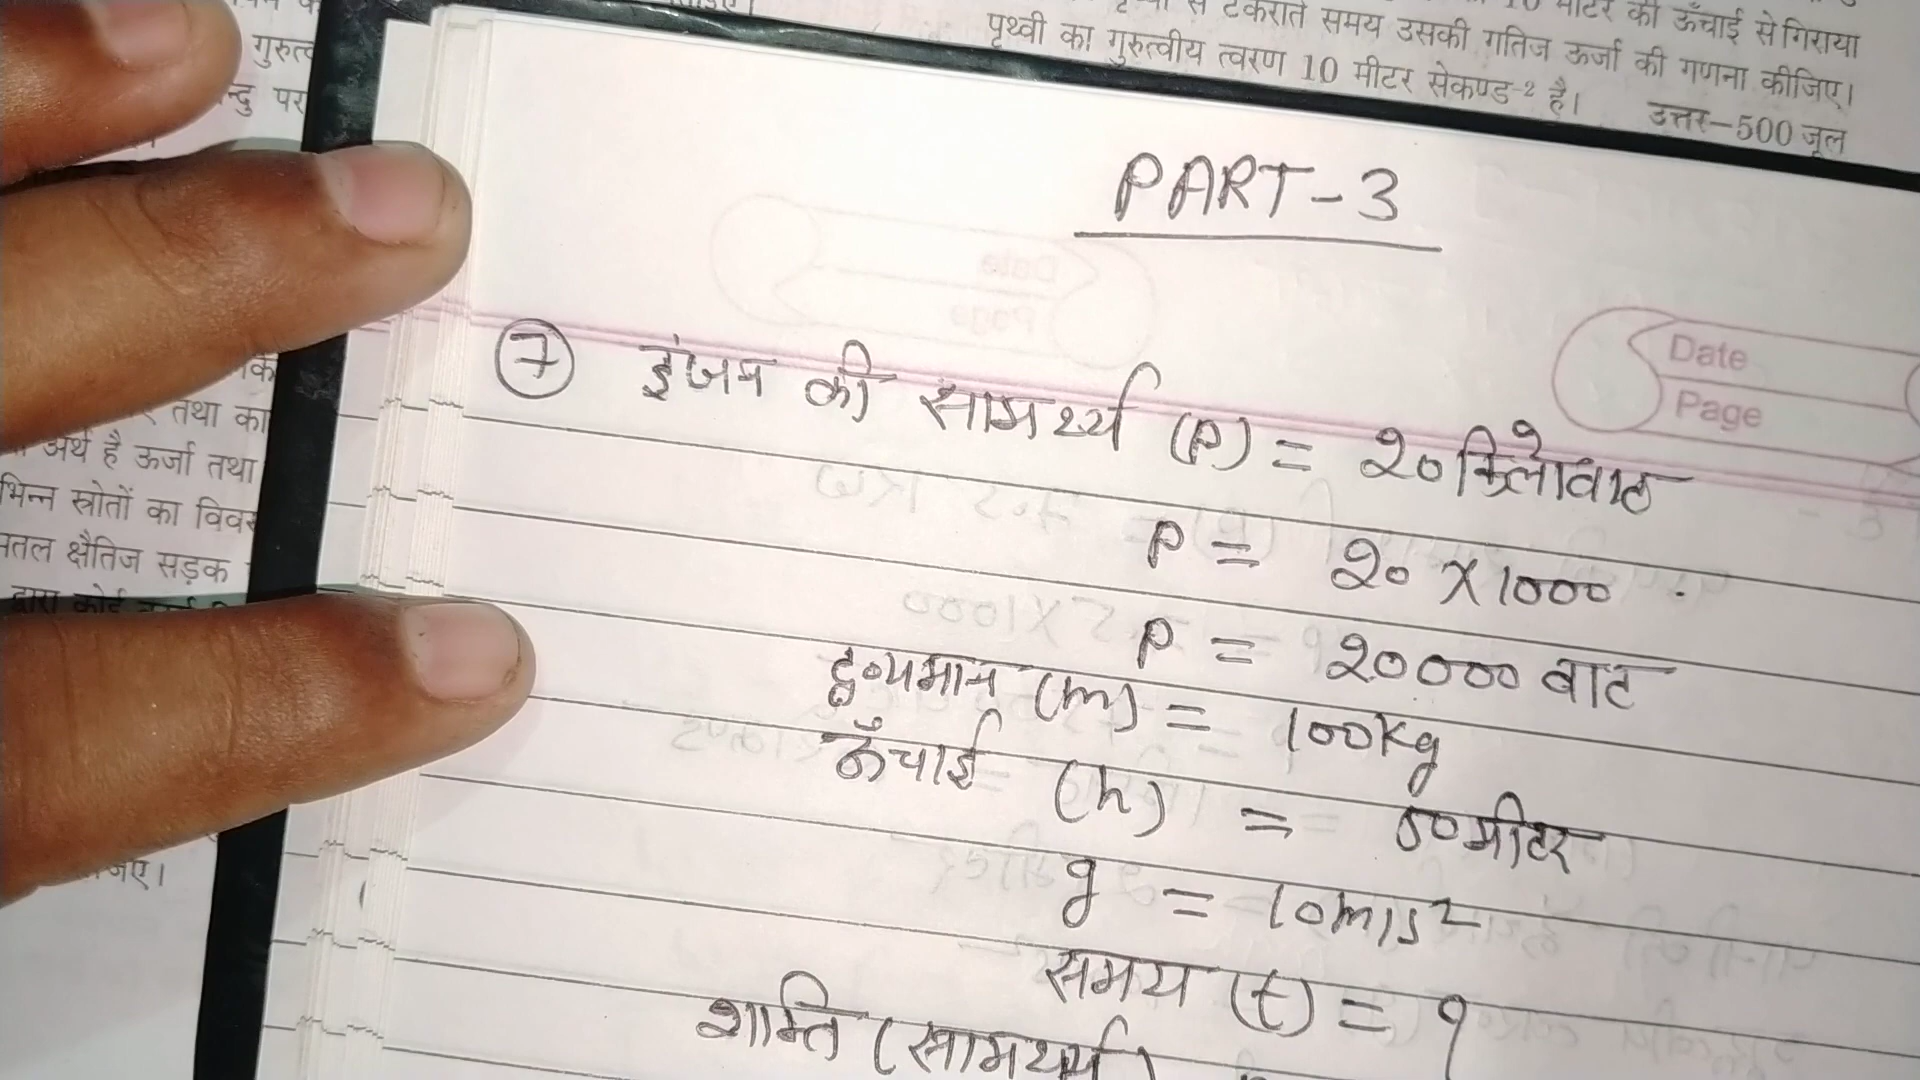 10 मीटर की ऊँचाई से गिराया
से टकराते समय उसकी गतिज ऊर्जा की गणना कीजिए।
पृथ्वी का गुरुत्वीय त्वरण 10 मीटर सेकण्ड-2 है।
उत्तर-500 जूल
पर
तथा का
अर्थ है ऊर्जा तथा
भिन्न स्रोतों का विवर
क्षैतिज सड़क
PART-3
Date
Page
7 इंजन की सामर्थ्य (P) = 20 किलोवाट
P = 20 X 1000
P = 20000 वाट
द्रव्यमान (m) = 100kg
ऊँचाई (h) = 50 मीटर
g = 10m/s2
समय (t) = ?
शक्ति (सामर्थ्य)